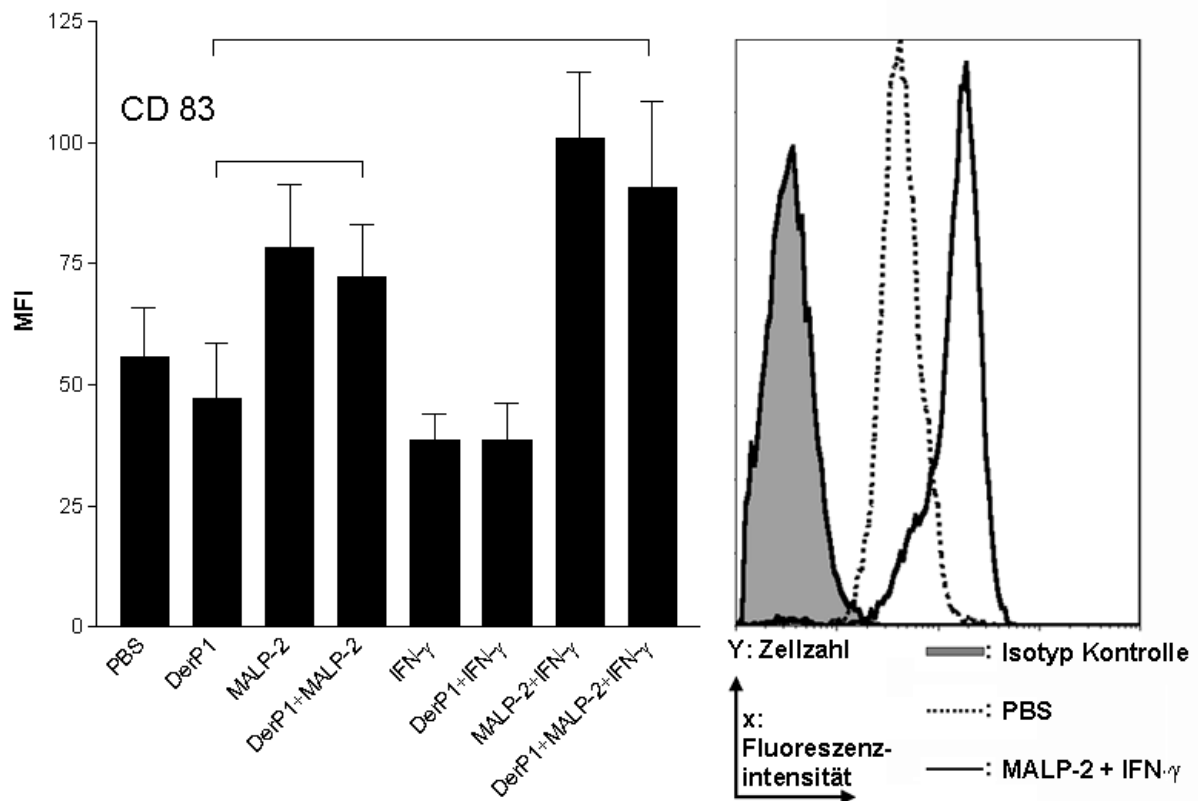 125
100
75
50
25
0
MFI
CD 83
PBS
DerP1
MALP-2
DerP1+MALP-2
IFN-γ
DerP1+IFN-γ
MALP-2+IFN-γ
DerP1+MALP-2+IFN-γ
Y: Zellzahl
x:
Fluoreszenz-
intensität
: Isotyp Kontrolle
: PBS
: MALP-2 + IFN-γ